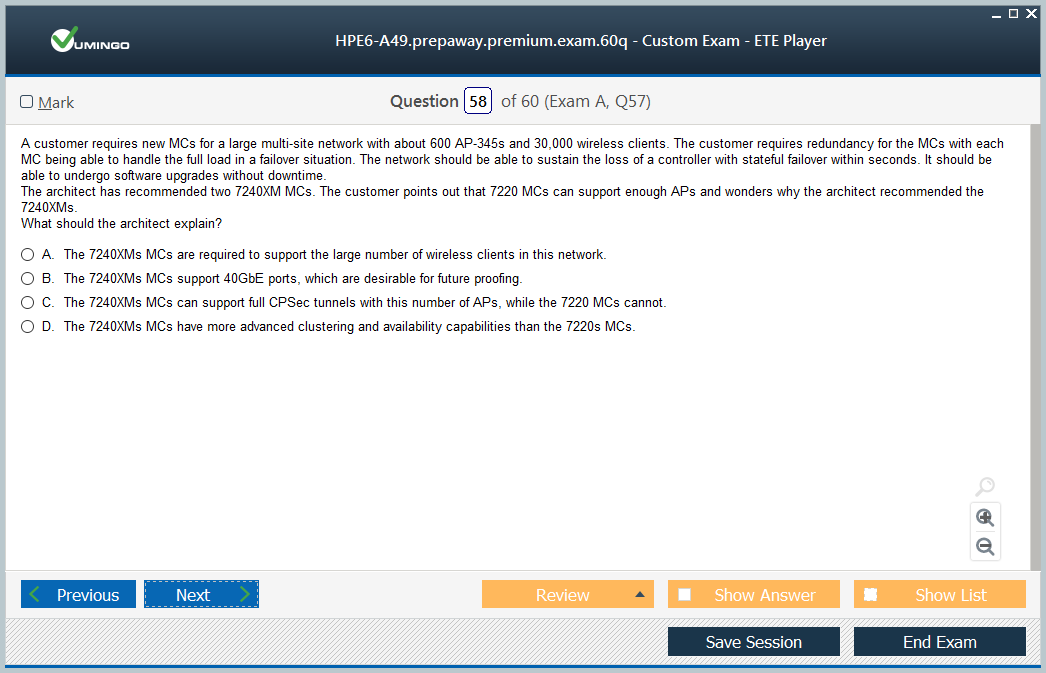 VUMINGO
HPE6-A49.prepaway.premium.exam.60q - Custom Exam - ETE Player
Mark
Question 58 of 60 (Exam A, Q57)
A customer requires new MCs for a large multi-site network with about 600 AP-345s and 30,000 wireless clients. The customer requires redundancy for the MCs with each
MC being able to handle the full load in a failover situation. The network should be able to sustain the loss of a controller with stateful failover within seconds. It should be
able to undergo software upgrades without downtime.
The architect has recommended two 7240XM MCs. The customer points out that 7220 MCs can support enough APs and wonders why the architect recommended the
7240XMs.
What should the architect explain?
A. The 7240XMs MCs are required to support the large number of wireless clients in this network.
B. The 7240XMs MCs support 40GbE ports, which are desirable for future proofing.
C. The 7240XMs MCs can support full CPSec tunnels with this number of APs, while the 7220 MCs cannot.
D. The 7240XMs MCs have more advanced clustering and availability capabilities than the 7220s MCs.
Previous
Next
Review
Show Answer
Show List
Save Session
End Exam